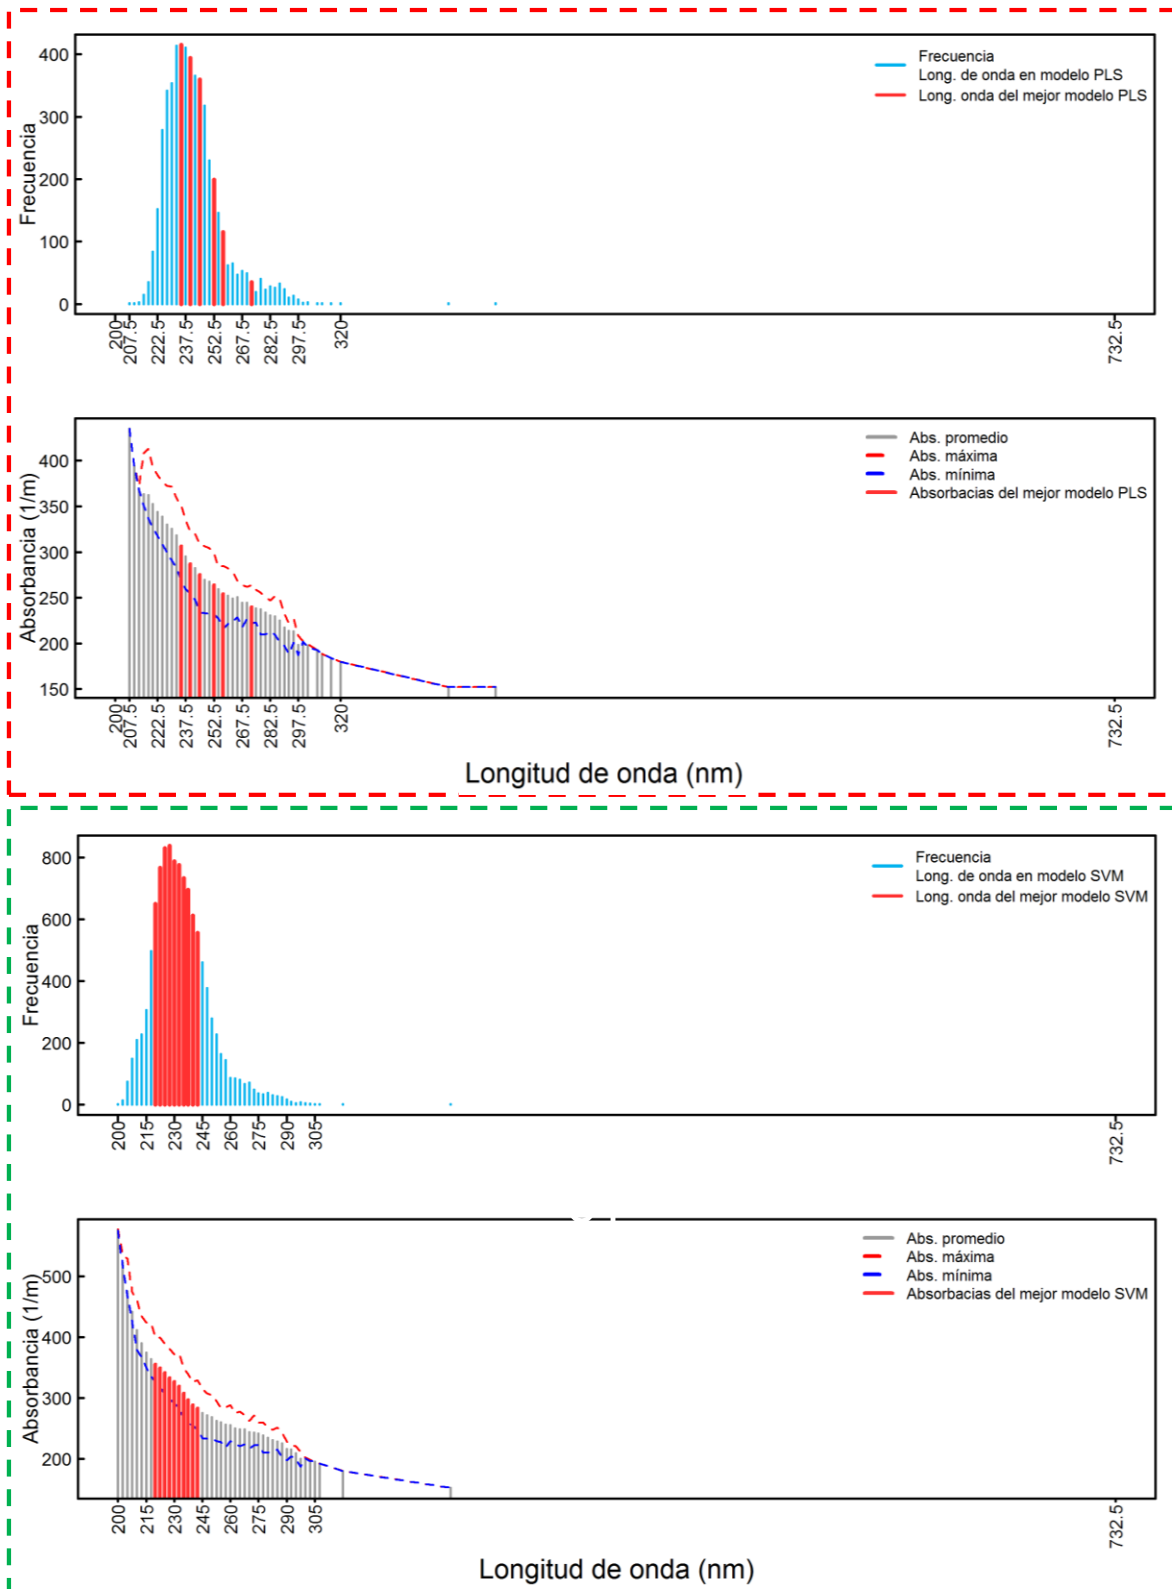 Frecuencia
400
300
200
100
0
Frecuencia
Long. de onda en modelo PLS
Long. onda del mejor modelo PLS
200
207.5
222.5
237.5
252.5
267.5
282.5
297.5
320
732.5
Absorbancia (1/m)
400
350
300
250
200
150
Abs. promedio
Abs. máxima
Abs. mínima
Absorbacias del mejor modelo PLS
200
207.5
222.5
237.5
252.5
267.5
282.5
297.5
320
732.5
Longitud de onda (nm)
Frecuencia
800
600
400
200
0
Frecuencia
Long. de onda en modelo SVM
Long. onda del mejor modelo SVM
200
215
230
245
260
275
290
305
732.5
Absorbancia (1/m)
500
400
300
200
Abs. promedio
Abs. máxima
Abs. mínima
Absorbacias del mejor modelo SVM
200
215
230
245
260
275
290
305
732.5
Longitud de onda (nm)